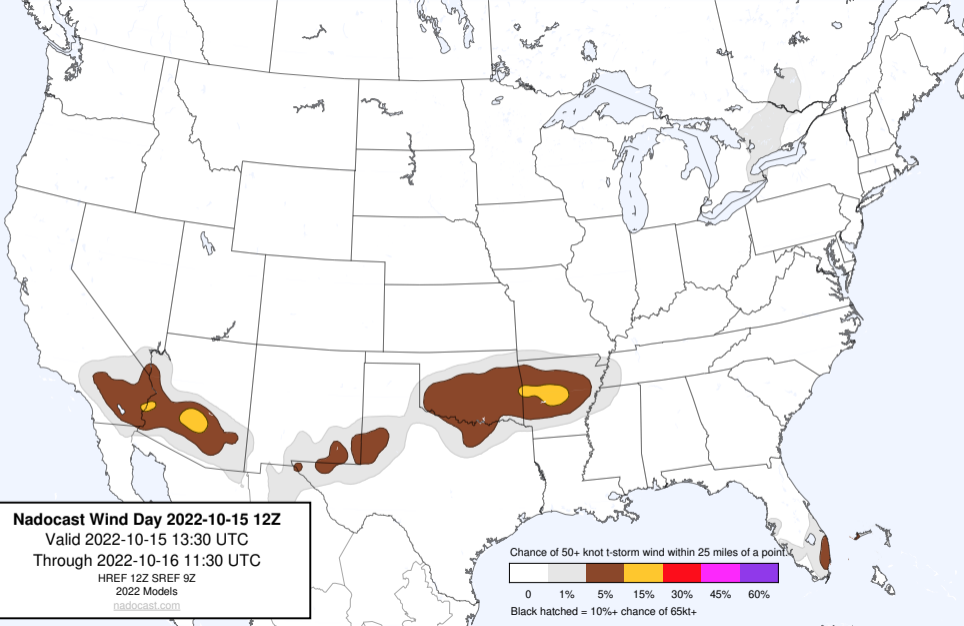 Nadocast Wind Day 2022-10-15 12Z
Valid 2022-10-15 13:30 UTC
Through 2022-10-16 11:30 UTC
HREF 12Z SREF 9Z
2022 Models
nadocast.com
Chance of 50+ knot t-storm wind within 25 miles of a point.
0 1% 5% 15% 30% 45% 60%
Black hatched = 10%+ chance of 65kt+